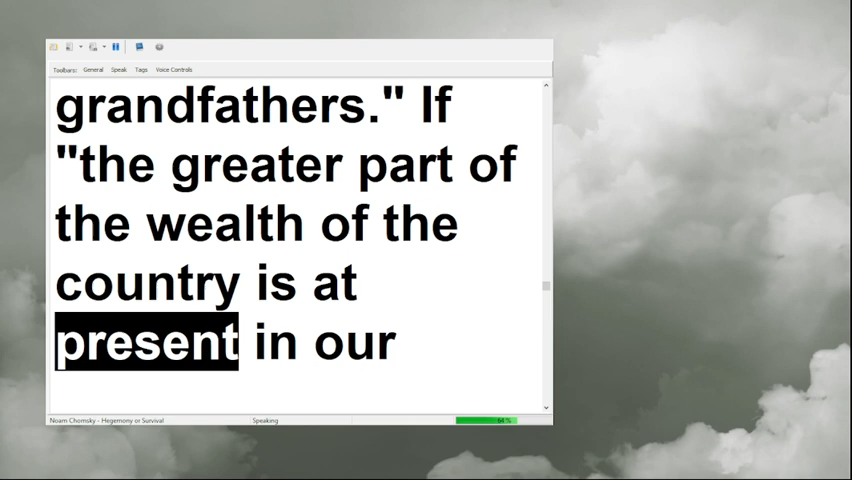 Toolbars: General Speak Tags Voice Controls
grandfathers." If
"the greater part of
the wealth of the
country is at
present in our
Noam Chomsky - Hegemony or Survival Speaking 64 %